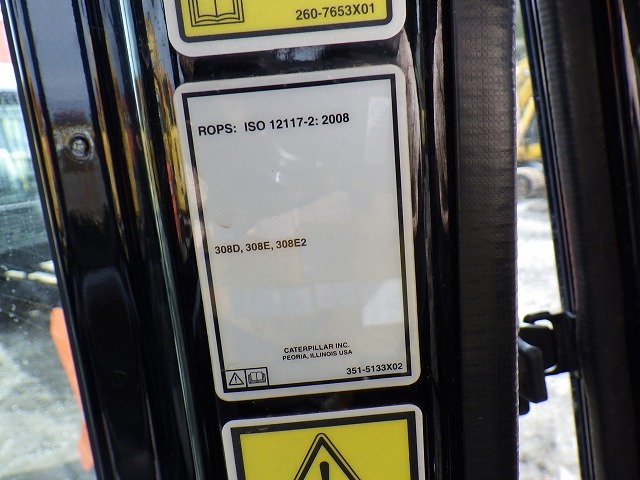 260-7653X01
ROPS: ISO 12117-2: 2008
308D, 308E, 308E2
CATERPILLAR INC.
PEORIA, ILLINOIS USA
351-5133X02